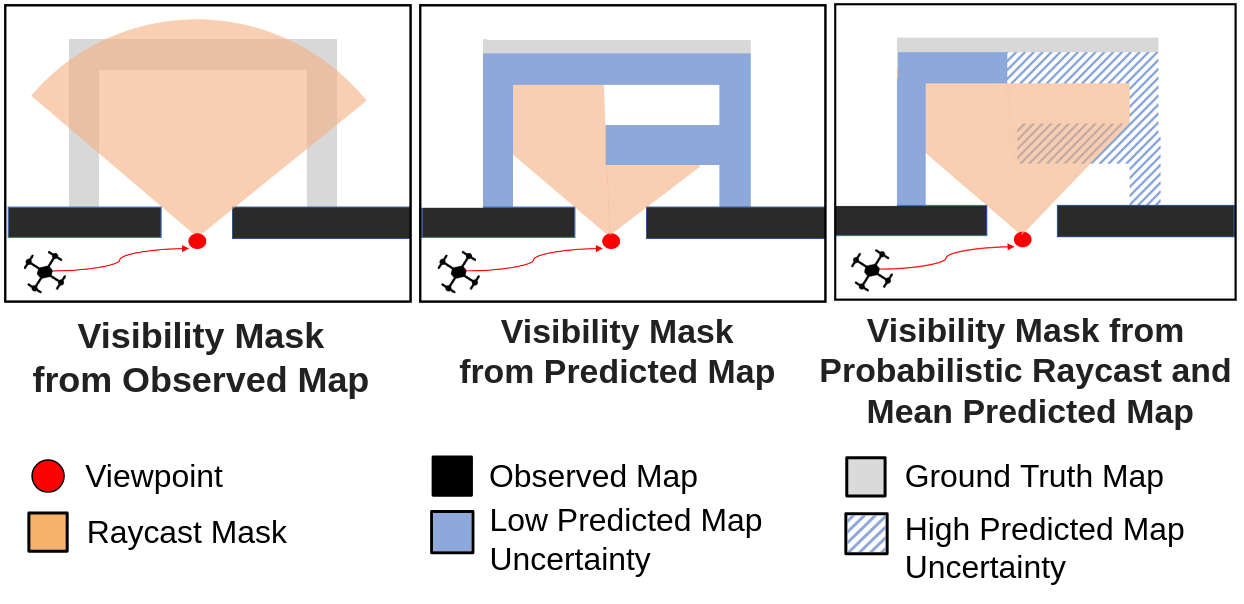 Visibility Mask
from Observed Map
Visibility Mask
from Predicted Map
Visibility Mask from
Probabilistic Raycast and
Mean Predicted Map
Viewpoint
Raycast Mask
Observed Map
Low Predicted Map
Uncertainty
Ground Truth Map
High Predicted Map
Uncertainty